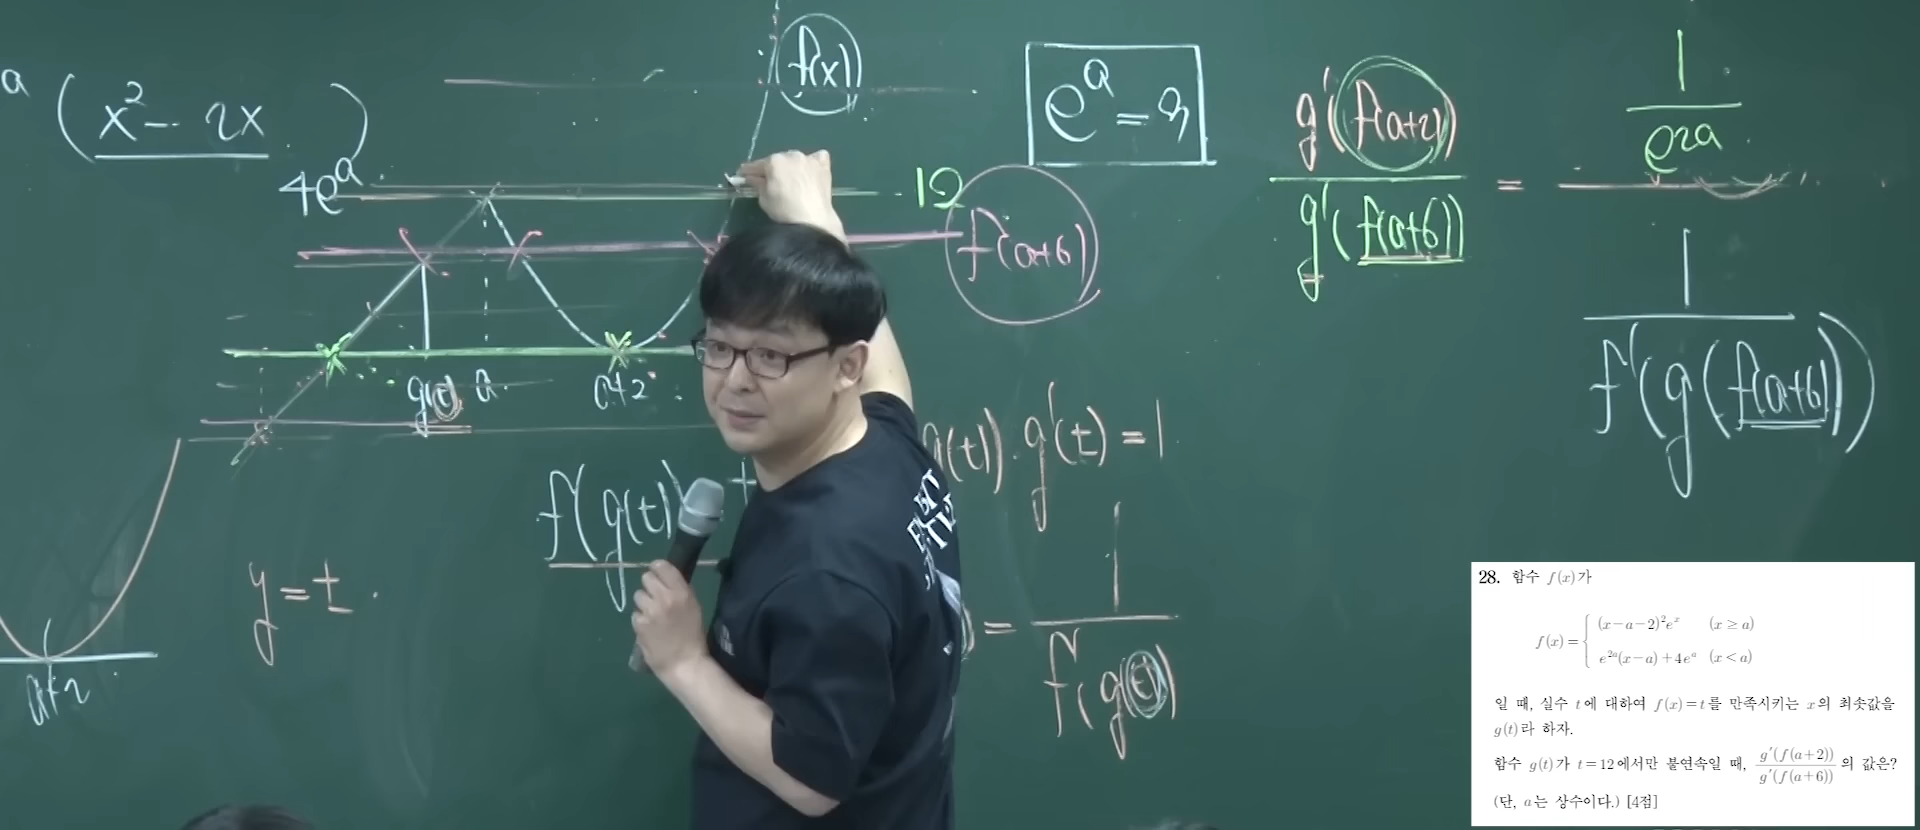 a ( x² - 2x )
f(x)
4e^a
12
f(a+6)
g(t) a
a+2
a+2
y = t
f(g(t))
g(t)) · g'(t) = 1
= 1 / f'(g(t))
e^a = 3
g'(f(a+2)) / g'(f(a+6)) = 1/e^2a / 1/f'(g(f(a+6)))
28. 함수 f(x)가
f(x) = { (x-a-2)²e^x (x ≥ a)
e^2a(x-a)+4e^a (x < a)
일 때, 실수 t에 대하여 f(x)=t를 만족시키는 x의 최솟값을
g(t)라 하자.
함수 g(t)가 t=12에서만 불연속일 때, g'(f(a+2)) / g'(f(a+6)) 의 값은?
(단, a는 상수이다.) [4점]